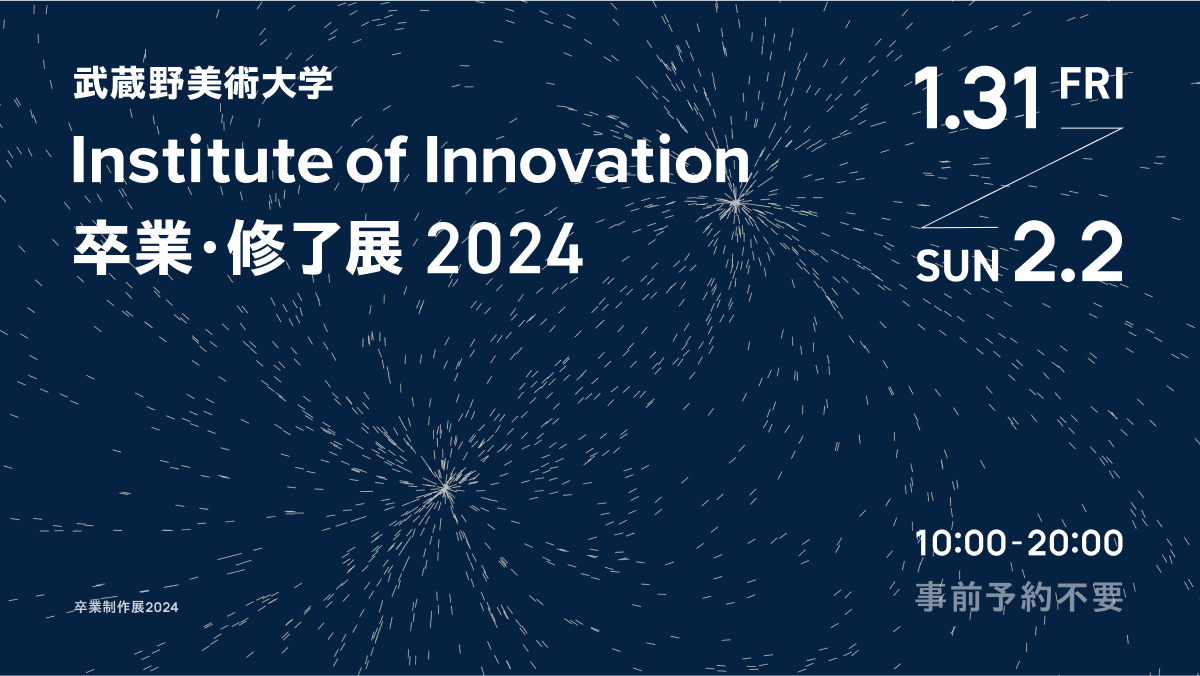 武蔵野美術大学
Institute of Innovation
卒業・修了展 2024
1.31 FRI
SUN 2.2
10:00-20:00
事前予約不要
卒業制作展2024